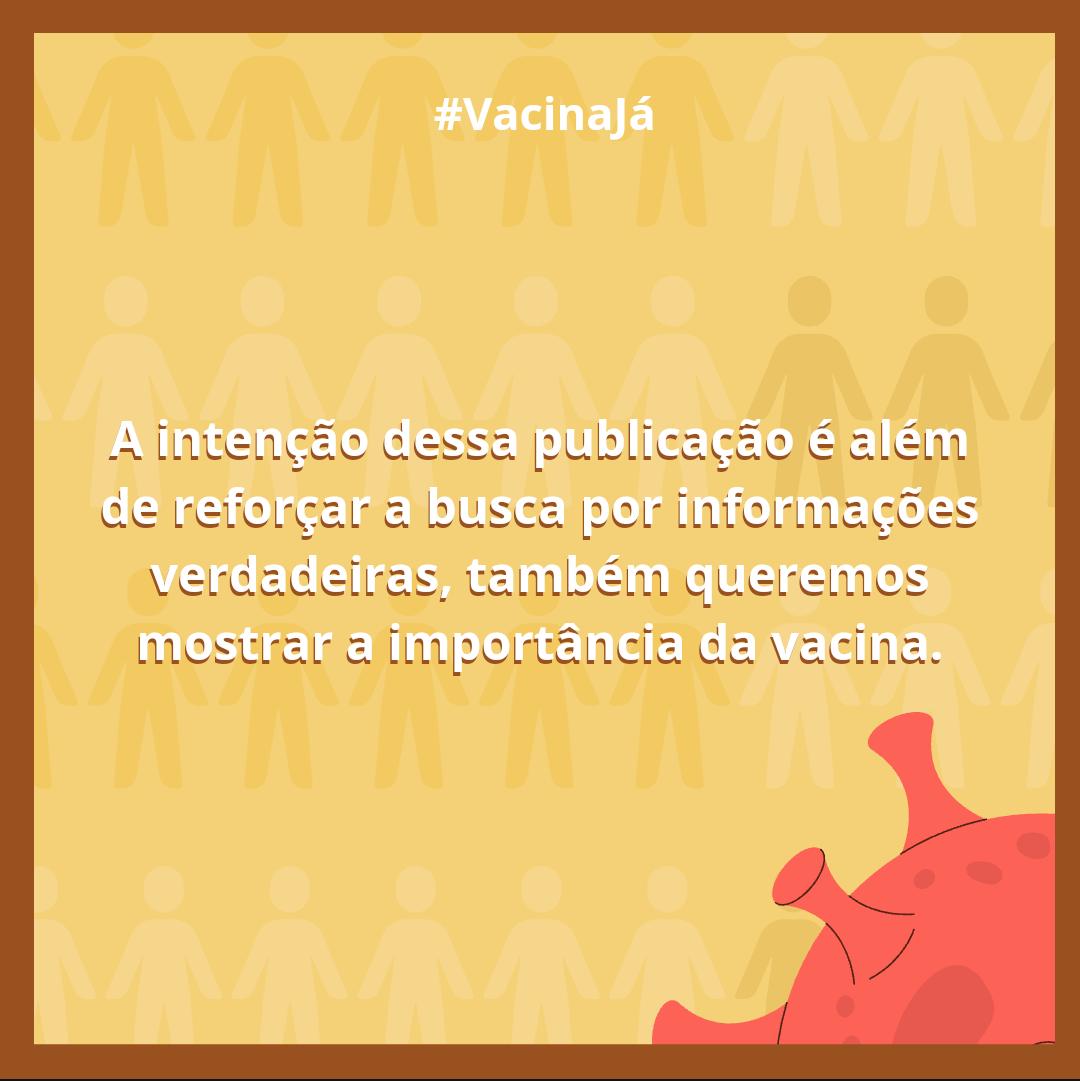 #VacinaJá
A intenção dessa publicação é além
de reforçar a busca por informações
verdadeiras, também queremos
mostrar a importância da vacina.